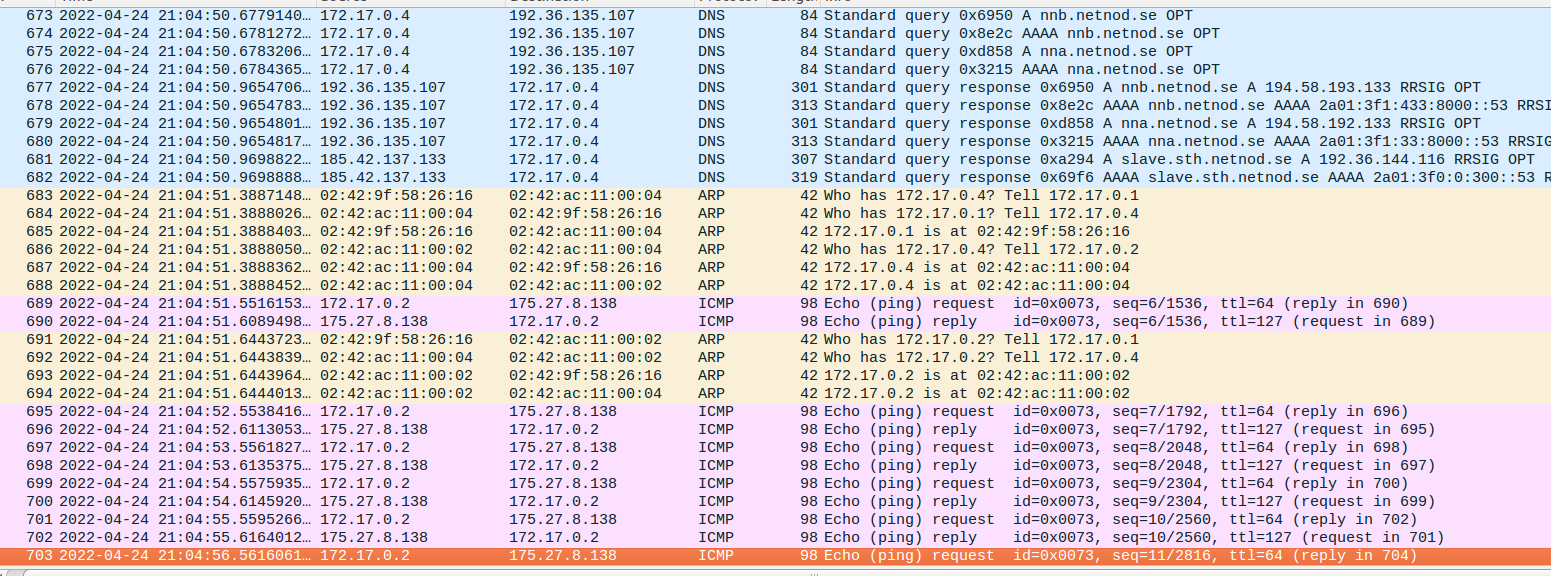 673 2022-04-24 21:04:50.6779140… 172.17.0.4 192.36.135.107 DNS 84 Standard query 0x6950 A nnb.netnod.se OPT
674 2022-04-24 21:04:50.6781272… 172.17.0.4 192.36.135.107 DNS 84 Standard query 0x8e2c AAAA nnb.netnod.se OPT
675 2022-04-24 21:04:50.6783206… 172.17.0.4 192.36.135.107 DNS 84 Standard query 0xd858 A nna.netnod.se OPT
676 2022-04-24 21:04:50.6784365… 172.17.0.4 192.36.135.107 DNS 84 Standard query 0x3215 AAAA nna.netnod.se OPT
677 2022-04-24 21:04:50.9654706… 192.36.135.107 172.17.0.4 DNS 301 Standard query response 0x6950 A nnb.netnod.se A 194.58.193.133 RRSIG OPT
678 2022-04-24 21:04:50.9654783… 192.36.135.107 172.17.0.4 DNS 313 Standard query response 0x8e2c AAAA nnb.netnod.se AAAA 2a01:3f1:433:8000::53 RRSI
679 2022-04-24 21:04:50.9654801… 192.36.135.107 172.17.0.4 DNS 301 Standard query response 0xd858 A nna.netnod.se A 194.58.192.133 RRSIG OPT
680 2022-04-24 21:04:50.9654817… 192.36.135.107 172.17.0.4 DNS 313 Standard query response 0x3215 AAAA nna.netnod.se AAAA 2a01:3f1:33:8000::53 RRSIG
681 2022-04-24 21:04:50.9698822… 185.42.137.133 172.17.0.4 DNS 307 Standard query response 0xa294 A slave.sth.netnod.se A 192.36.144.116 RRSIG OPT
682 2022-04-24 21:04:50.9698888… 185.42.137.133 172.17.0.4 DNS 319 Standard query response 0x69f6 AAAA slave.sth.netnod.se AAAA 2a01:3f0:0:300::53 R
683 2022-04-24 21:04:51.3887148… 02:42:9f:58:26:16 02:42:ac:11:00:04 ARP 42 Who has 172.17.0.4? Tell 172.17.0.1
684 2022-04-24 21:04:51.3888026… 02:42:ac:11:00:04 02:42:9f:58:26:16 ARP 42 Who has 172.17.0.1? Tell 172.17.0.4
685 2022-04-24 21:04:51.3888403… 02:42:9f:58:26:16 02:42:ac:11:00:04 ARP 42 172.17.0.1 is at 02:42:9f:58:26:16
686 2022-04-24 21:04:51.3888050… 02:42:ac:11:00:02 02:42:ac:11:00:04 ARP 42 Who has 172.17.0.4? Tell 172.17.0.2
687 2022-04-24 21:04:51.3888362… 02:42:ac:11:00:04 02:42:9f:58:26:16 ARP 42 172.17.0.4 is at 02:42:ac:11:00:04
688 2022-04-24 21:04:51.3888452… 02:42:ac:11:00:04 02:42:ac:11:00:02 ARP 42 172.17.0.4 is at 02:42:ac:11:00:04
689 2022-04-24 21:04:51.5516153… 172.17.0.2 175.27.8.138 ICMP 98 Echo (ping) request id=0x0073, seq=6/1536, ttl=64 (reply in 690)
690 2022-04-24 21:04:51.6089498… 175.27.8.138 172.17.0.2 ICMP 98 Echo (ping) reply id=0x0073, seq=6/1536, ttl=127 (request in 689)
691 2022-04-24 21:04:51.6443723… 02:42:9f:58:26:16 02:42:ac:11:00:02 ARP 42 Who has 172.17.0.2? Tell 172.17.0.1
692 2022-04-24 21:04:51.6443839… 02:42:ac:11:00:04 02:42:ac:11:00:02 ARP 42 Who has 172.17.0.2? Tell 172.17.0.4
693 2022-04-24 21:04:51.6443964… 02:42:ac:11:00:02 02:42:9f:58:26:16 ARP 42 172.17.0.2 is at 02:42:ac:11:00:02
694 2022-04-24 21:04:51.6444013… 02:42:ac:11:00:02 02:42:ac:11:00:04 ARP 42 172.17.0.2 is at 02:42:ac:11:00:02
695 2022-04-24 21:04:52.5538416… 172.17.0.2 175.27.8.138 ICMP 98 Echo (ping) request id=0x0073, seq=7/1792, ttl=64 (reply in 696)
696 2022-04-24 21:04:52.6113053… 175.27.8.138 172.17.0.2 ICMP 98 Echo (ping) reply id=0x0073, seq=7/1792, ttl=127 (request in 695)
697 2022-04-24 21:04:53.5561827… 172.17.0.2 175.27.8.138 ICMP 98 Echo (ping) request id=0x0073, seq=8/2048, ttl=64 (reply in 698)
698 2022-04-24 21:04:53.6135375… 175.27.8.138 172.17.0.2 ICMP 98 Echo (ping) reply id=0x0073, seq=8/2048, ttl=127 (request in 697)
699 2022-04-24 21:04:54.5575935… 172.17.0.2 175.27.8.138 ICMP 98 Echo (ping) request id=0x0073, seq=9/2304, ttl=64 (reply in 700)
700 2022-04-24 21:04:54.6145920… 175.27.8.138 172.17.0.2 ICMP 98 Echo (ping) reply id=0x0073, seq=9/2304, ttl=127 (request in 699)
701 2022-04-24 21:04:55.5595266… 172.17.0.2 175.27.8.138 ICMP 98 Echo (ping) request id=0x0073, seq=10/2560, ttl=64 (reply in 702)
702 2022-04-24 21:04:55.6164012… 175.27.8.138 172.17.0.2 ICMP 98 Echo (ping) reply id=0x0073, seq=10/2560, ttl=127 (request in 701)
703 2022-04-24 21:04:56.5616061… 172.17.0.2 175.27.8.138 ICMP 98 Echo (ping) request id=0x0073, seq=11/2816, ttl=64 (reply in 704)